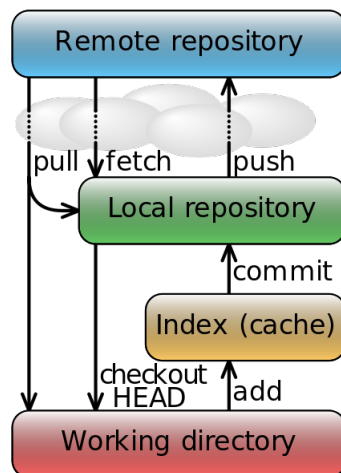 Remote repository
pull fetch push
Local repository
commit
Index (cache)
checkout
HEAD
add
Working directory